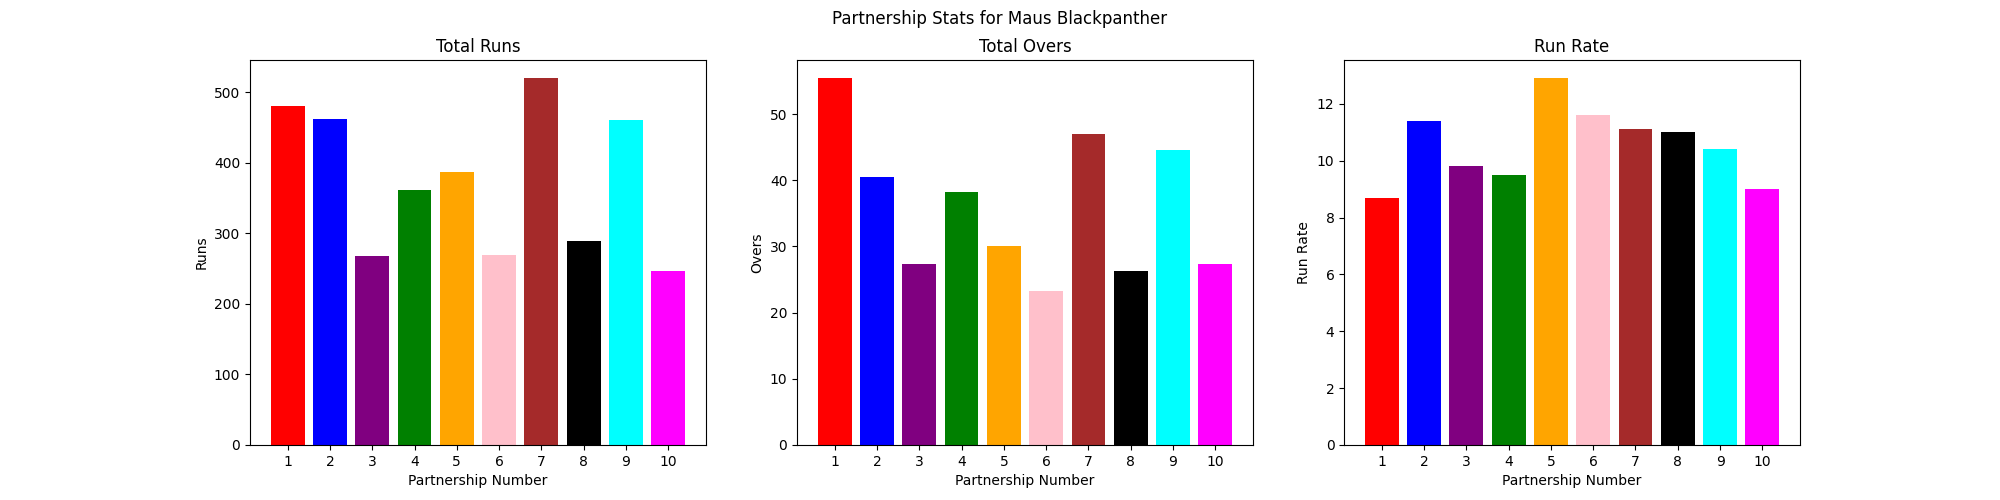 Partnership Stats for Maus Blackpanther
Total Runs
Runs
500
400
300
200
100
0
1 2 3 4 5 6 7 8 9 10
Partnership Number
Total Overs
Overs
50
40
30
20
10
0
1 2 3 4 5 6 7 8 9 10
Partnership Number
Run Rate
Run Rate
12
10
8
6
4
2
0
1 2 3 4 5 6 7 8 9 10
Partnership Number